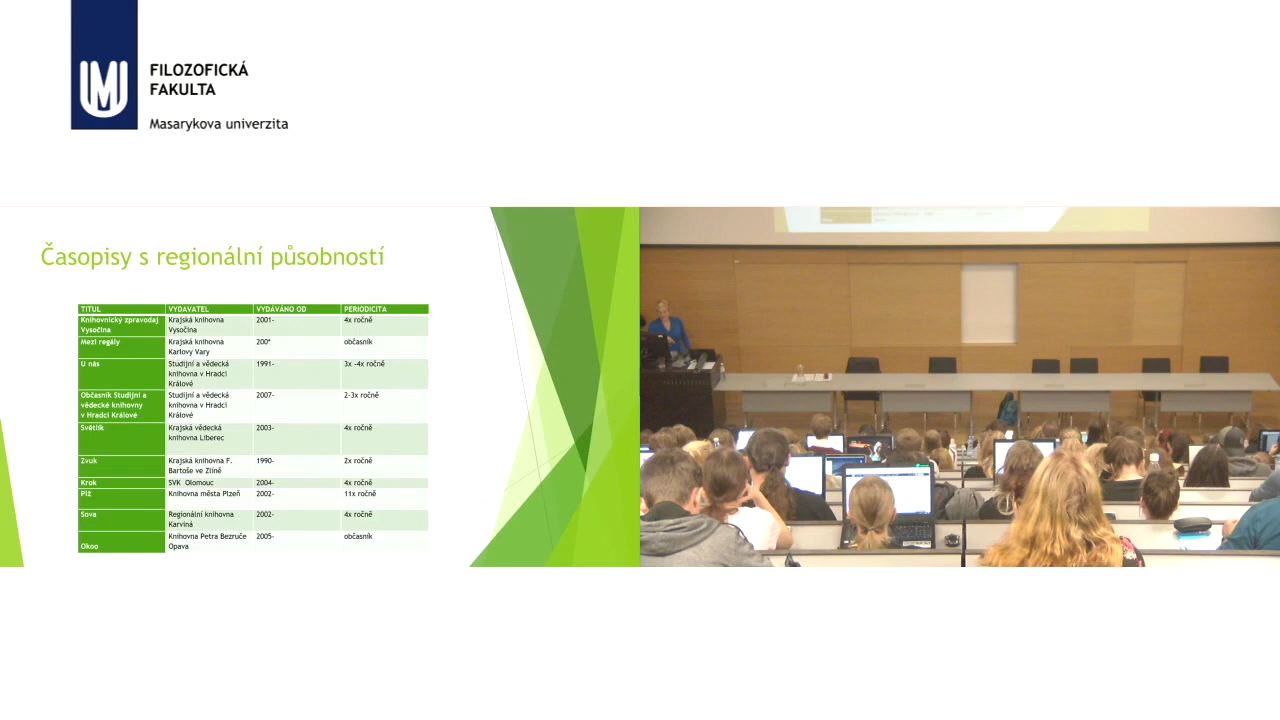 FILOZOFICKÁ
FAKULTA
Masarykova univerzita
Časopisy s regionální působností
TITUL VYDAVATEL VYDÁVÁNO OD PERIODICITA
Knihovnický zpravodaj Vysočina Krajská knihovna Vysočina 2001- 4x ročně
Mezi regály Krajská knihovna Karlovy Vary 200* občasník
U nás Studijní a vědecká knihovna v Hradci Králové 1991- 3x -4x ročně
Občasník Studijní a vědecké knihovny v Hradci Králové Studijní a vědecká knihovna v Hradci Králové 2007- 2-3x ročně
Světlik Krajská vědecká knihovna Liberec 2003- 4x ročně
Zvuk Krajská knihovna F. Bartoše ve Zlíně 1990- 2x ročně
Krok SVK Olomouc 2004- 4x ročně
Plž Knihovna města Plzeň 2002- 11x ročně
Sova Regionální knihovna Karviná 2002- 4x ročně
Okoo Knihovna Petra Bezruče Opava 2005- občasník